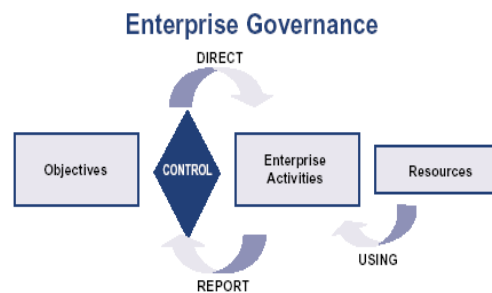 Enterprise Governance
DIRECT
Objectives
CONTROL
Enterprise
Activities
Resources
USING
REPORT